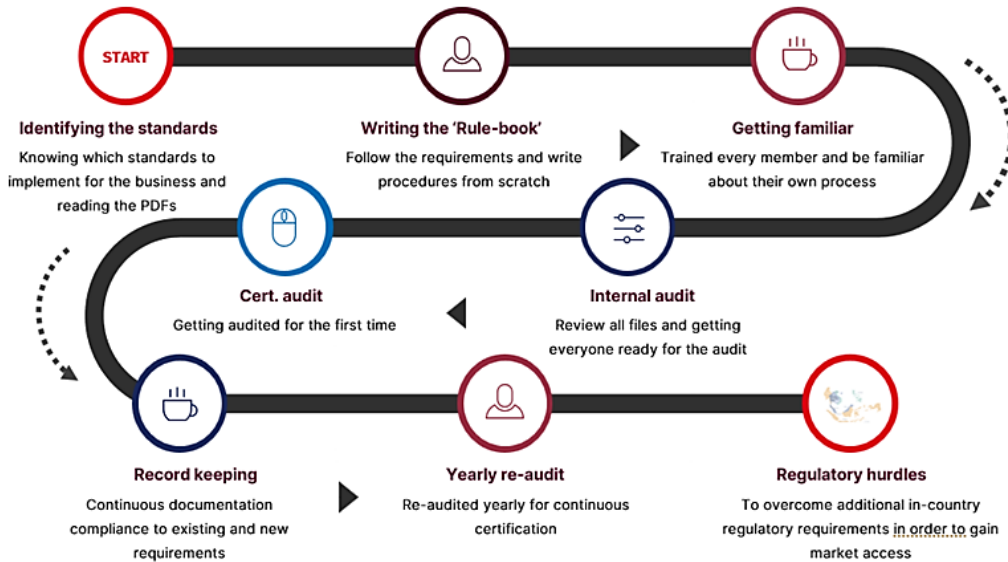 START
Identifying the standards
Knowing which standards to
implement for the business and
reading the PDFs
Writing the ‘Rule-book’
Follow the requirements and write
procedures from scratch
Getting familiar
Trained every member and be familiar
about their own process
Internal audit
Review all files and getting
everyone ready for the audit
Cert. audit
Getting audited for the first time
Record keeping
Continuous documentation
compliance to existing and new
requirements
Yearly re-audit
Re-audited yearly for continuous
certification
Regulatory hurdles
To overcome additional in-country
regulatory requirements in order to gain
market access